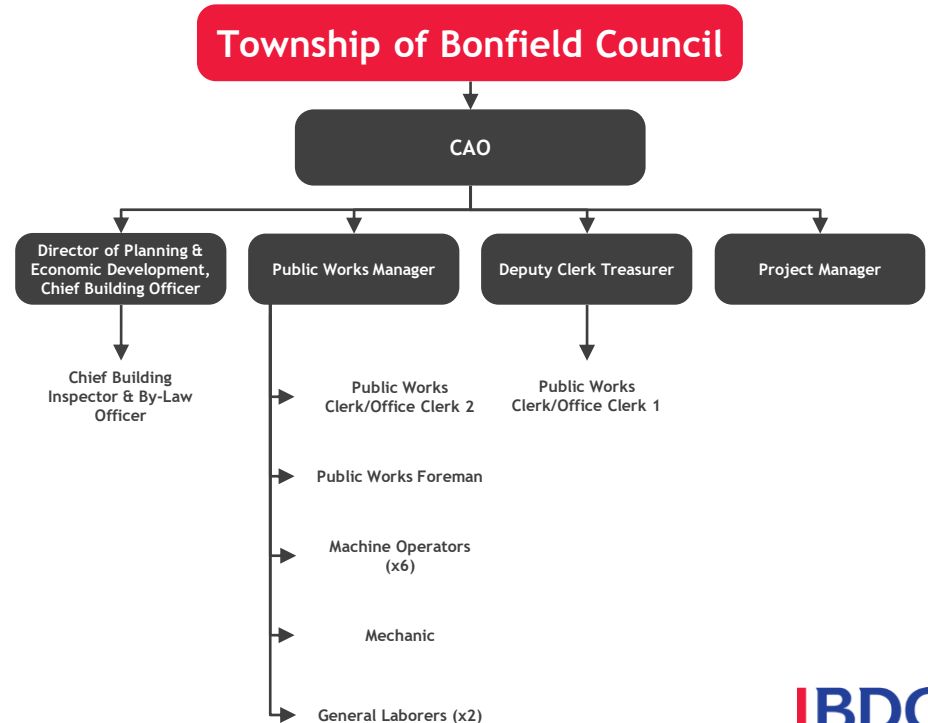 Township of Bonfield Council
CAO
Director of Planning &
Economic Development,
Chief Building Officer
Public Works Manager
Deputy Clerk Treasurer
Project Manager
Chief Building
Inspector & By-Law
Officer
Public Works
Clerk/Office Clerk 2
Public Works
Clerk/Office Clerk 1
Public Works Foreman
Machine Operators
(x6)
Mechanic
General Laborers (x2)
BDO